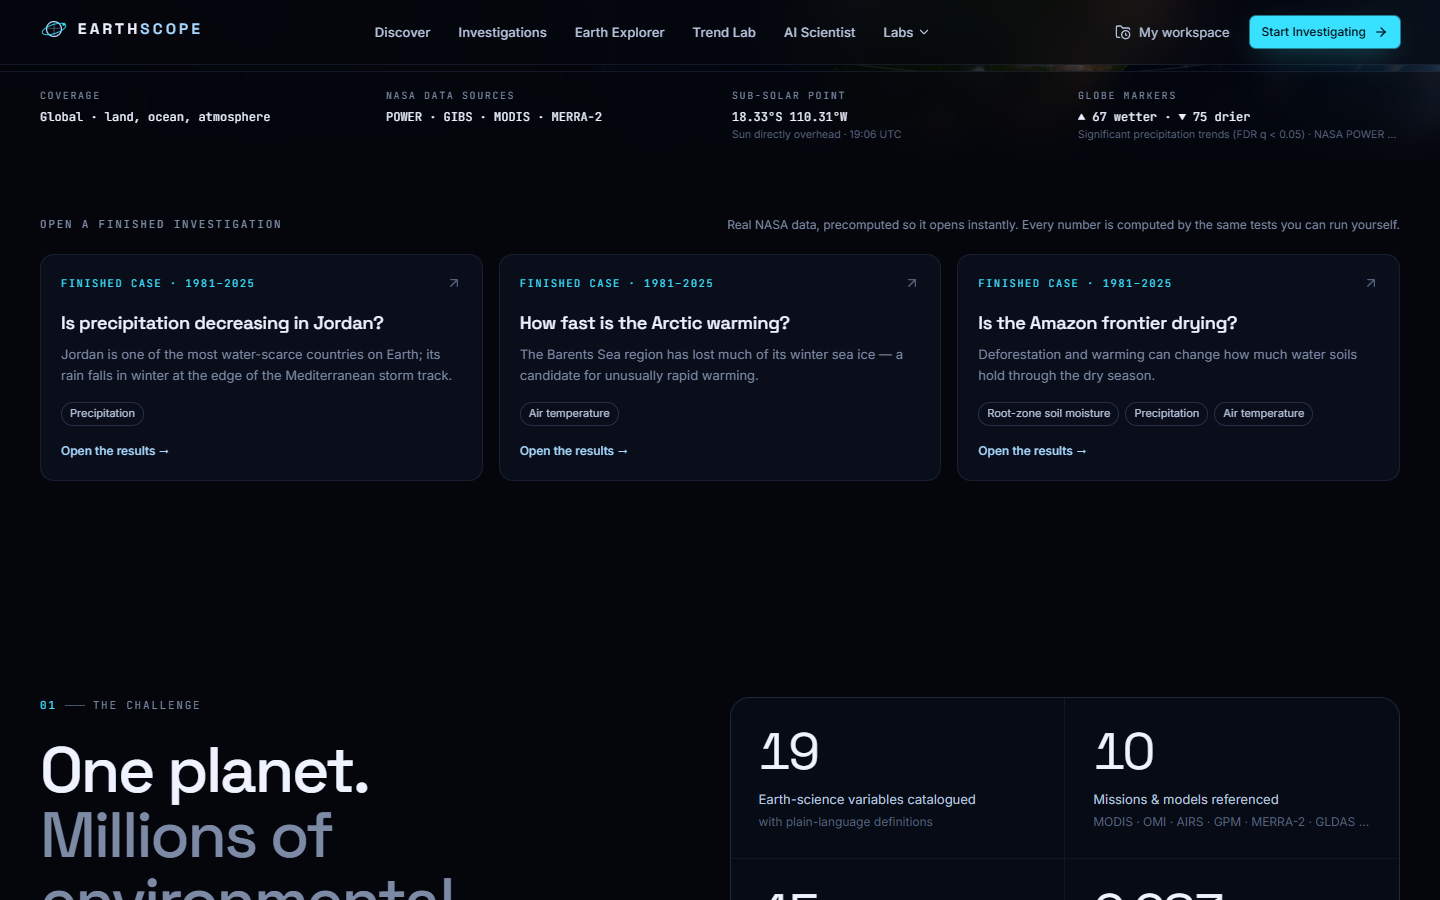 EARTHSCOPE
Discover
Investigations
Earth Explorer
Trend Lab
AI Scientist
Labs
My workspace
Start Investigating →
COVERAGE
Global · land, ocean, atmosphere
NASA DATA SOURCES
POWER · GIBS · MODIS · MERRA-2
SUB-SOLAR POINT
18.33°S 110.31°W
Sun directly overhead · 19:06 UTC
GLOBE MARKERS
▲ 67 wetter · ▼ 75 drier
Significant precipitation trends (FDR q < 0.05) · NASA POWER ...
OPEN A FINISHED INVESTIGATION
Real NASA data, precomputed so it opens instantly. Every number is computed by the same tests you can run yourself.
FINISHED CASE · 1981–2025
Is precipitation decreasing in Jordan?
Jordan is one of the most water-scarce countries on Earth; its
rain falls in winter at the edge of the Mediterranean storm track.
Precipitation
Open the results →
FINISHED CASE · 1981–2025
How fast is the Arctic warming?
The Barents Sea region has lost much of its winter sea ice — a
candidate for unusually rapid warming.
Air temperature
Open the results →
FINISHED CASE · 1981–2025
Is the Amazon frontier drying?
Deforestation and warming can change how much water soils
hold through the dry season.
Root-zone soil moisture
Precipitation
Air temperature
Open the results →
01 — THE CHALLENGE
One planet.
Millions of
environmental
19
Earth-science variables catalogued
with plain-language definitions
10
Missions & models referenced
MODIS · OMI · AIRS · GPM · MERRA-2 · GLDAS ...